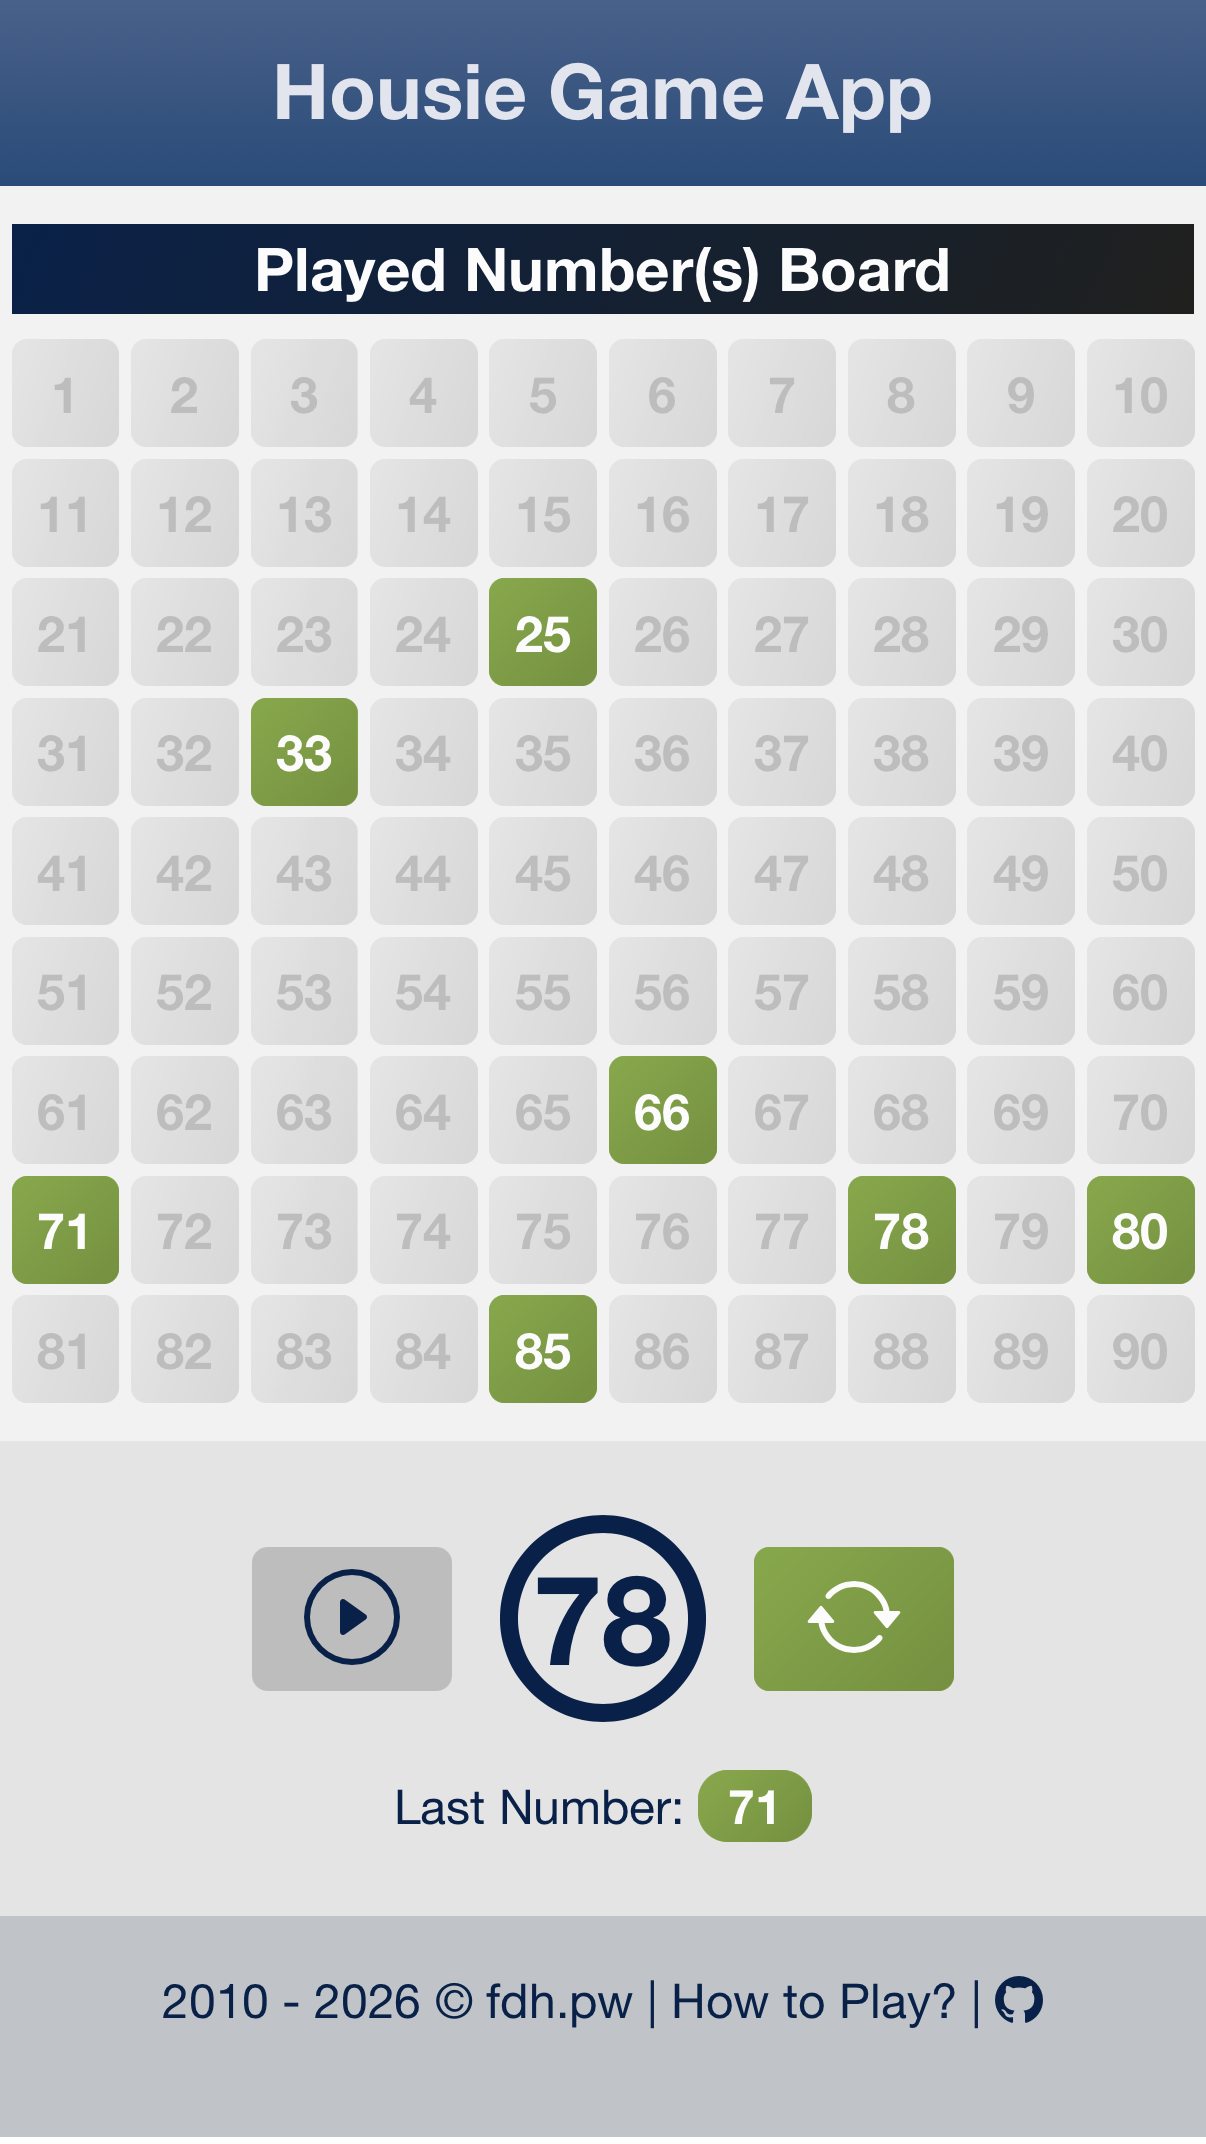 Housie Game App
Played Number(s) Board
1 2 3 4 5 6 7 8 9 10
11 12 13 14 15 16 17 18 19 20
21 22 23 24 25 26 27 28 29 30
31 32 33 34 35 36 37 38 39 40
41 42 43 44 45 46 47 48 49 50
51 52 53 54 55 56 57 58 59 60
61 62 63 64 65 66 67 68 69 70
71 72 73 74 75 76 77 78 79 80
81 82 83 84 85 86 87 88 89 90
78
Last Number: 71
2010 - 2026 © fdh.pw | How to Play? |